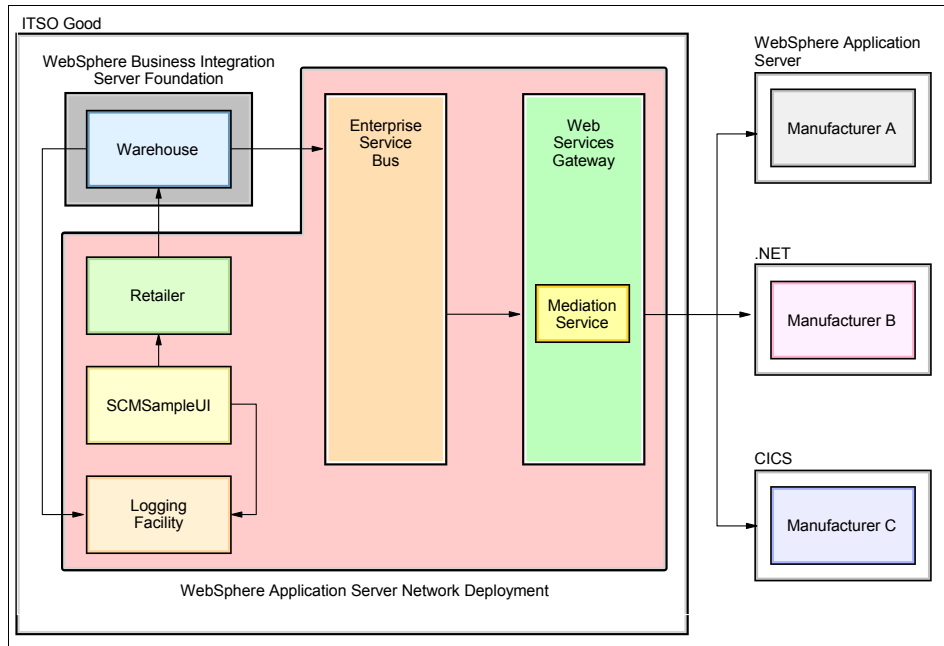 ITSO Good
WebSphere Business Integration
Server Foundation
Warehouse
Retailer
SCMSampleUI
Logging
Facility
Enterprise
Service
Bus
Web
Services
Gateway
Mediation
Service
WebSphere Application Server Network Deployment
WebSphere Application
Server
Manufacturer A
.NET
Manufacturer B
CICS
Manufacturer C